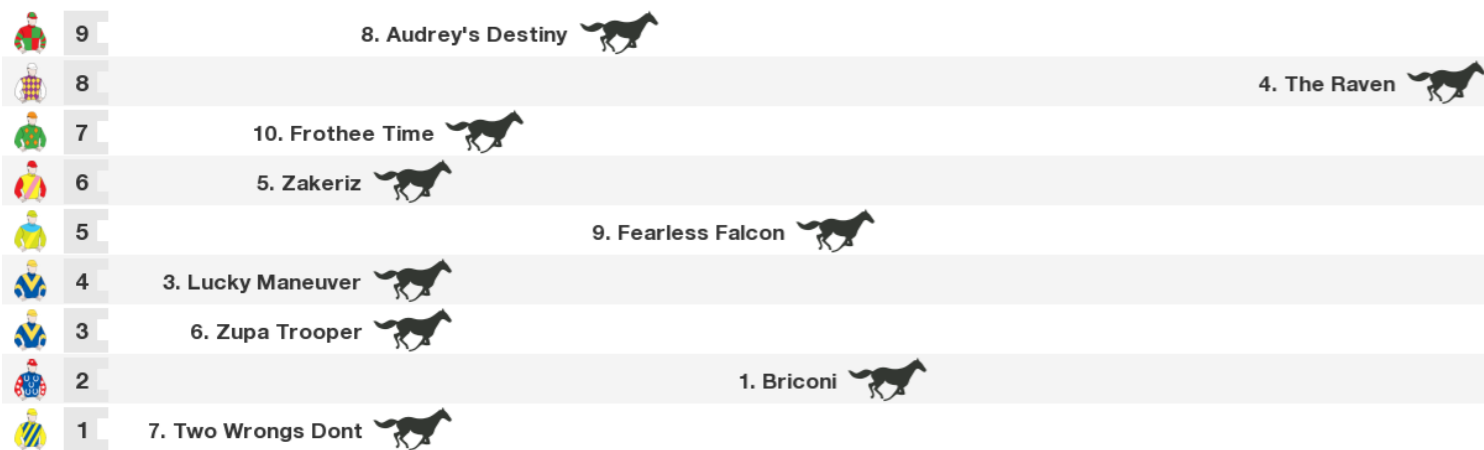 9 8. Audrey's Destiny
8 4. The Raven
7 10. Frothee Time
6 5. Zakeriz
5 9. Fearless Falcon
4 3. Lucky Maneuver
3 6. Zupa Trooper
2 1. Briconi
1 7. Two Wrongs Dont